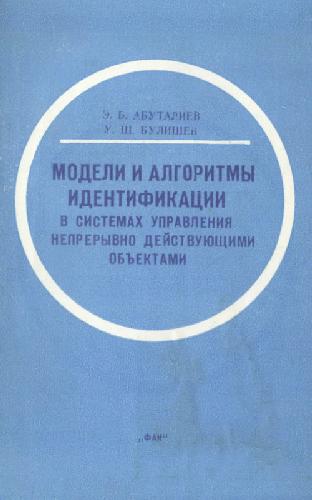 Э. Б. АБУТАЛИЕВ
У. Ш. БУЛИШЕВ
МОДЕЛИ И АЛГОРИТМЫ
ИДЕНТИФИКАЦИИ
В СИСТЕМАХ УПРАВЛЕНИЯ
НЕПРЕРЫВНО ДЕЙСТВУЮЩИМИ
ОБЪЕКТАМИ
„ФАН“